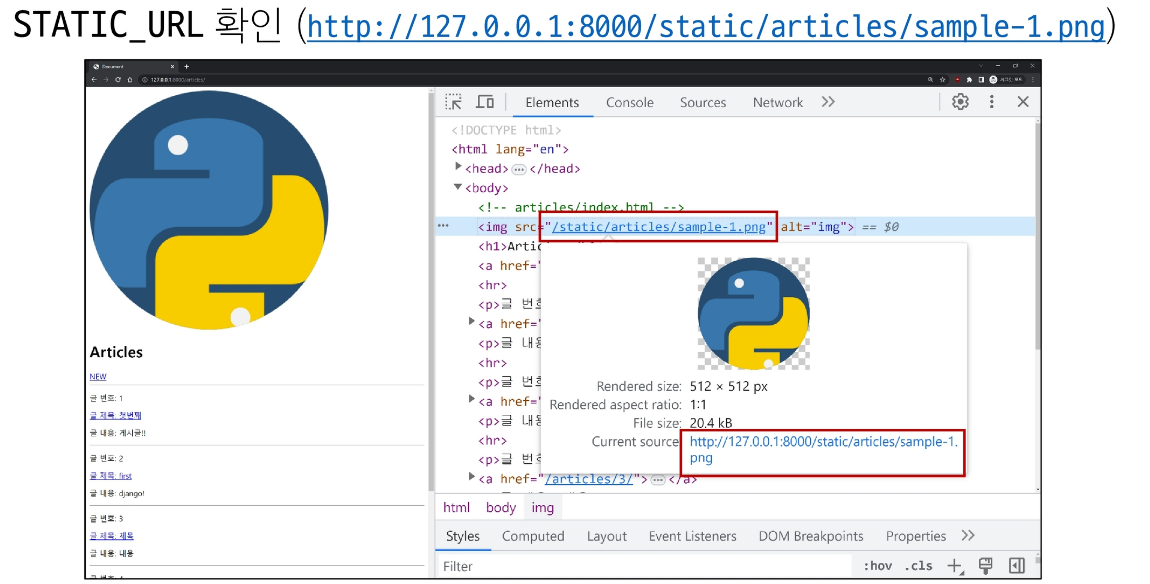 STATIC_URL 확인 (http://127.0.0.1:8000/static/articles/sample-1.png)
Document
127.0.0.1:8000/articles/
Articles
NEW
글 번호: 1
글 제목: 첫번째
글 내용: 게시글!!
글 번호: 2
글 제목: first
글 내용: django!
글 번호: 3
글 제목: 제목
글 내용: 내용
Elements Console Sources Network
<!DOCTYPE html>
<html lang="en">
<head> … </head>
<body>
<!-- articles/index.html -->
<img src="/static/articles/sample-1.png" alt="img"> == $0
<h1>Artic
<a href="
<hr>
<p>글 번호
<a href="
<p>글 내용
<hr>
<p>글 번호
<a href="
<p>글 내용
<hr>
<p>글 번호
<a href="/articles/3/"> … </a>
Rendered size: 512 × 512 px
Rendered aspect ratio: 1:1
File size: 20.4 kB
Current source: http://127.0.0.1:8000/static/articles/sample-1.
png
html body img
Styles Computed Layout Event Listeners DOM Breakpoints Properties
Filter :hov .cls